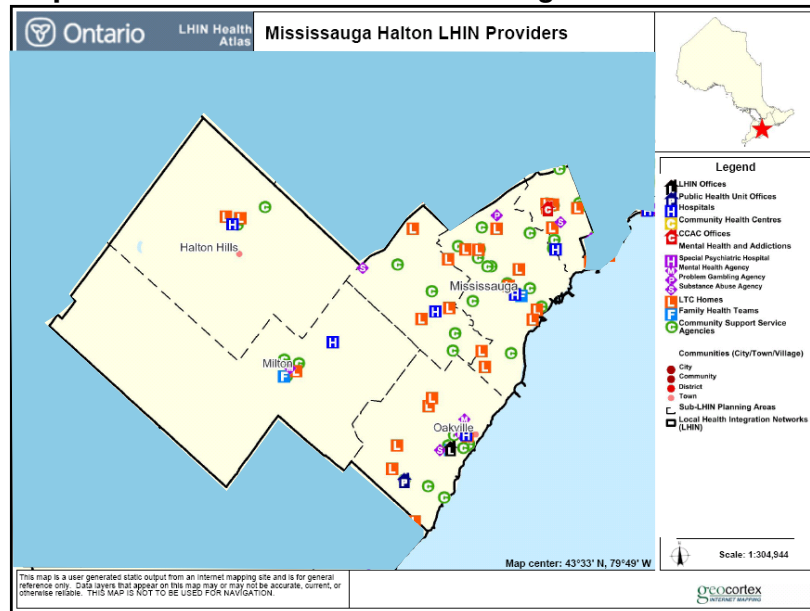 Ontario
LHIN Health
Atlas
Mississauga Halton LHIN Providers
Halton Hills
Mississauga
Milton
Oakville
Map center: 43°33' N, 79°49' W
Legend
LHIN Offices
Public Health Unit Offices
Hospitals
Community Health Centres
CCAC Offices
Mental Health and Addictions
Special Psychiatric Hospital
Mental Health Agency
Problem Gambling Agency
Substance Abuse Agency
LTC Homes
Family Health Teams
Community Support Service
Agencies
Communities (City/Town/Village)
City
Community
District
Town
Sub-LHIN Planning Areas
Local Health Integration Networks
(LHIN)
Scale: 1:304,944
This map is a user generated static output from an Internet mapping site and is for general
reference only. Data layers that appear on this map may or may not be accurate, current, or
otherwise reliable. THIS MAP IS NOT TO BE USED FOR NAVIGATION.
geocortex
INTERNET MAPPING